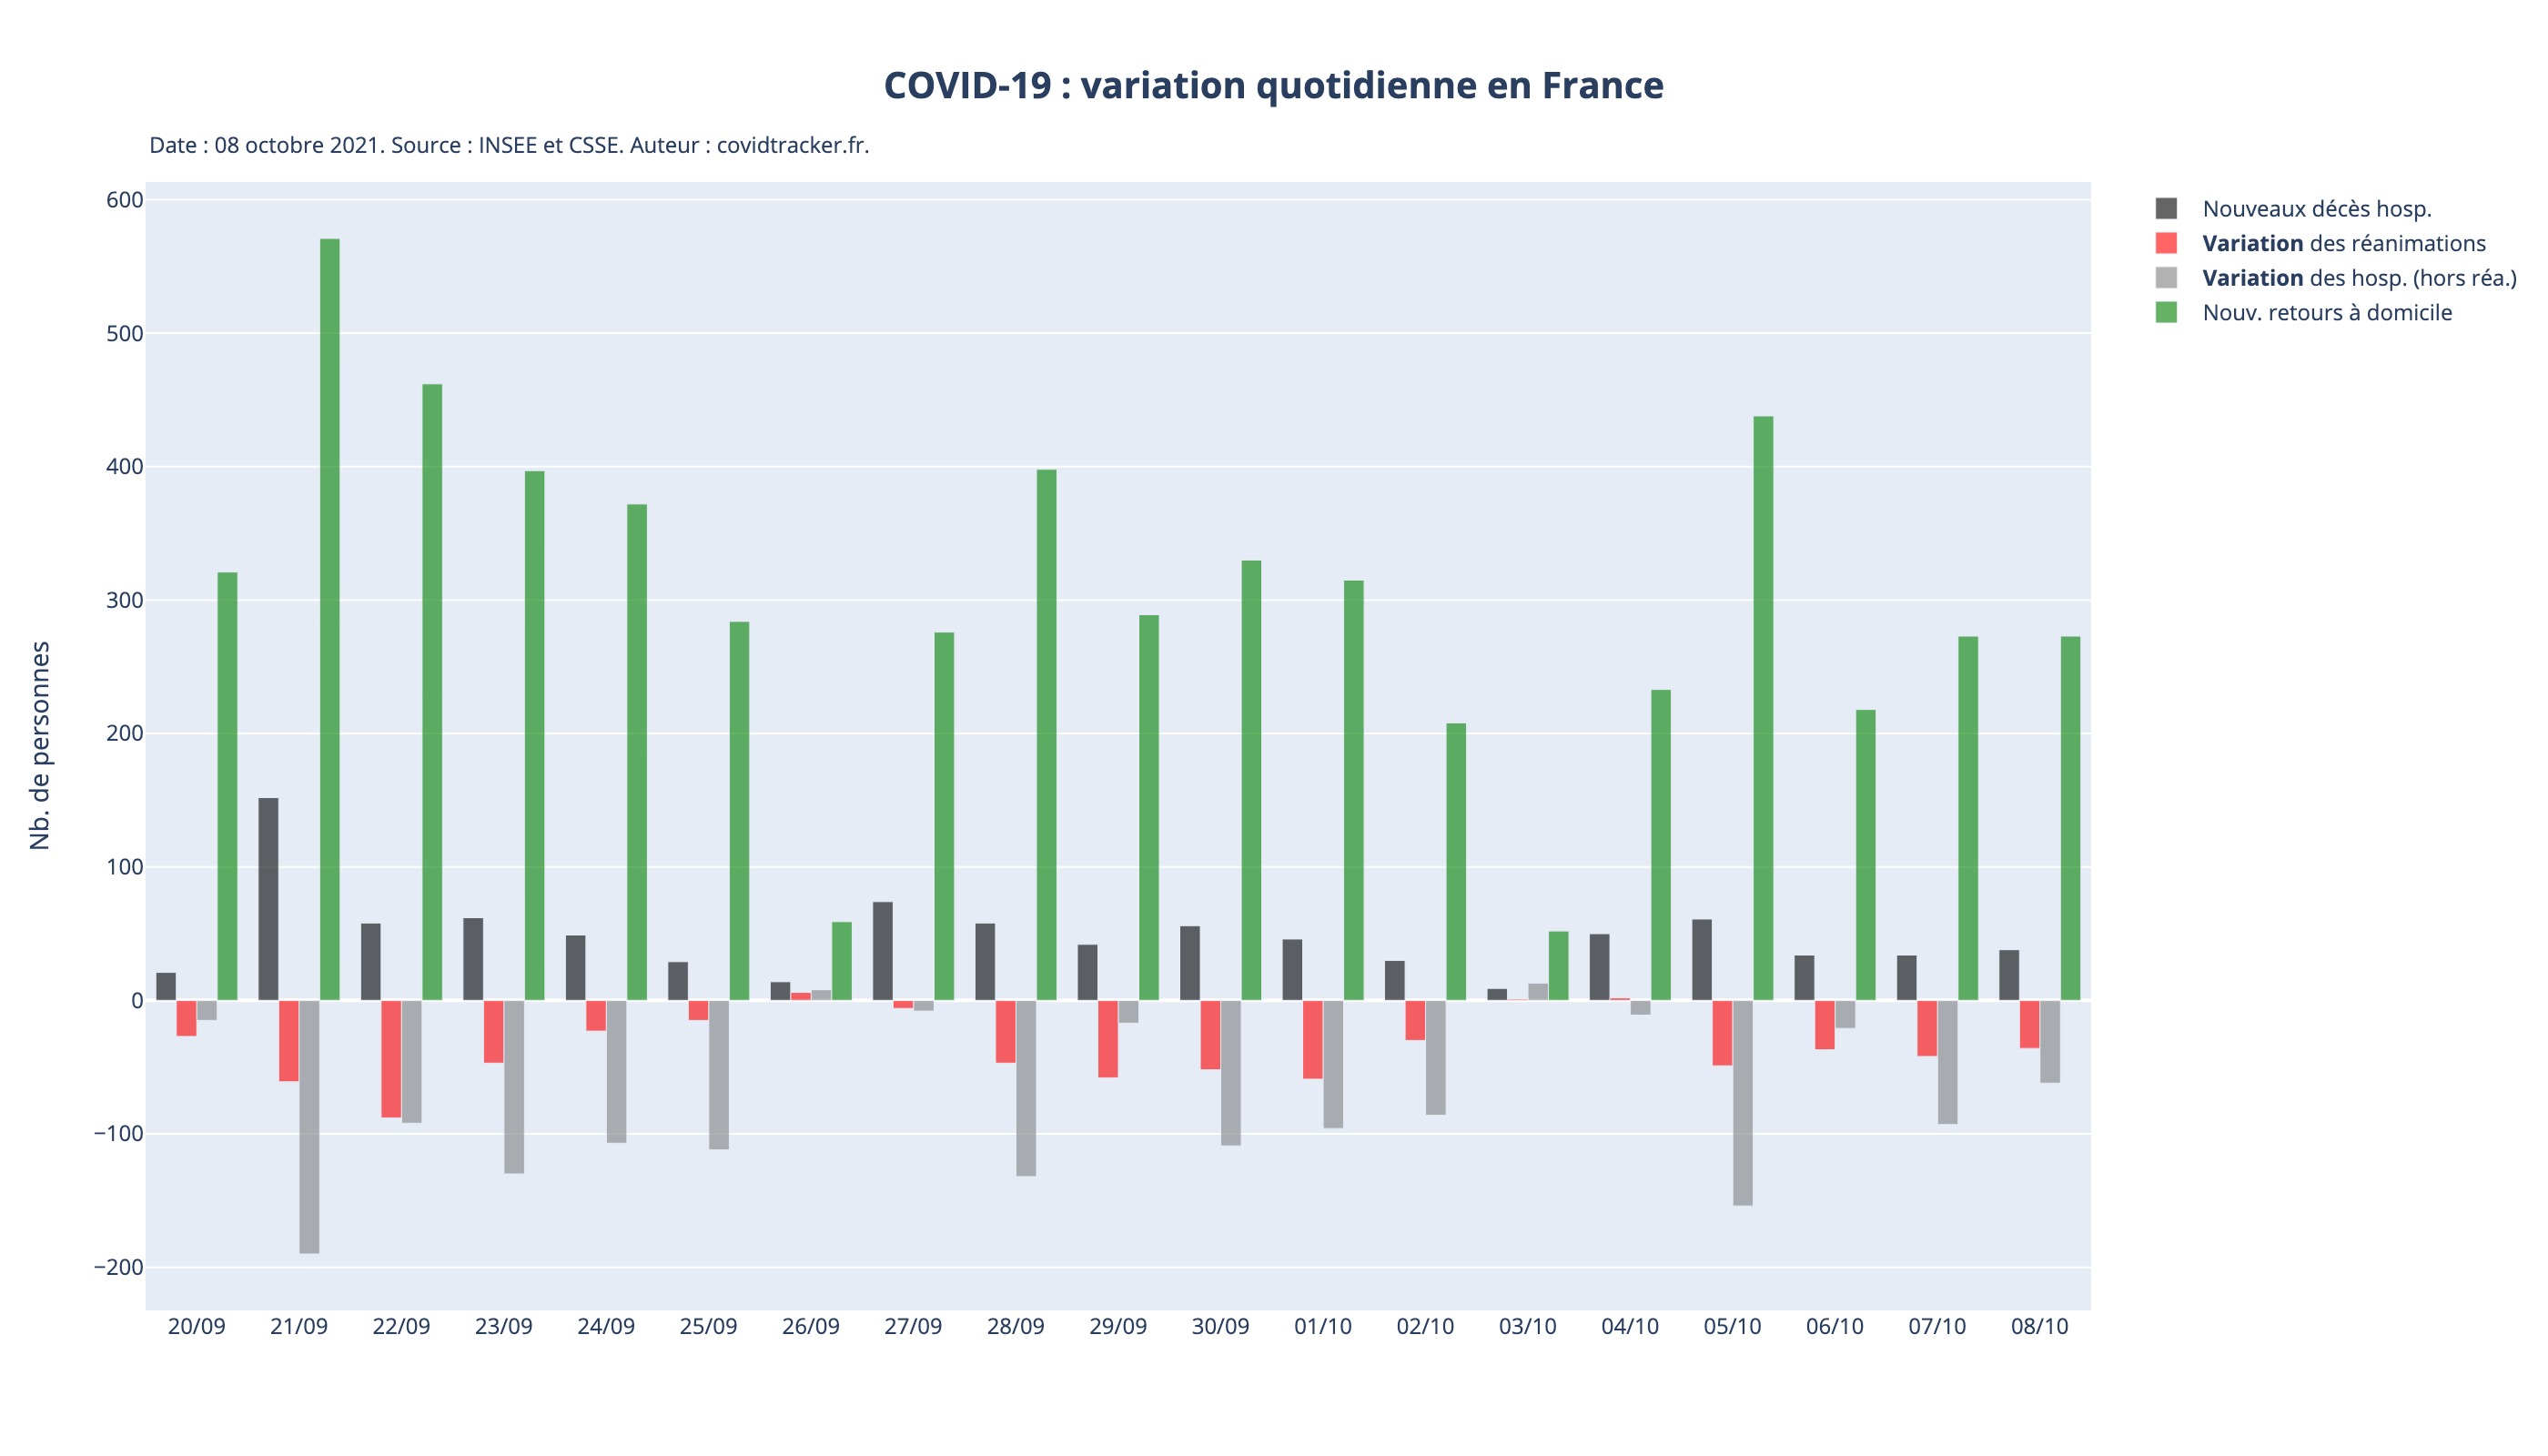 COVID-19 : variation quotidienne en France
Date : 08 octobre 2021. Source : INSEE et CSSE. Auteur : covidtracker.fr.
Nb. de personnes
600
500
400
300
200
100
0
−100
−200
20/09 21/09 22/09 23/09 24/09 25/09 26/09 27/09 28/09 29/09 30/09 01/10 02/10 03/10 04/10 05/10 06/10 07/10 08/10
Nouveaux décès hosp.
Variation des réanimations
Variation des hosp. (hors réa.)
Nouv. retours à domicile